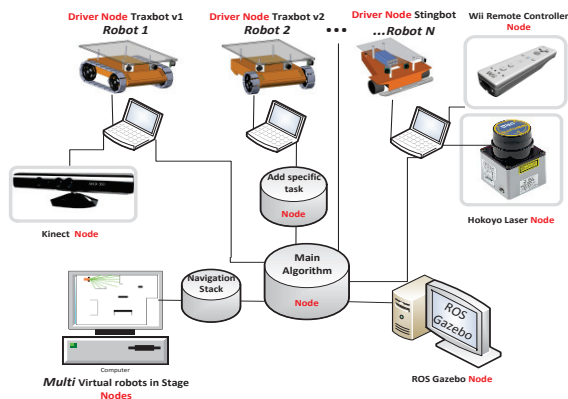 Driver Node Traxbot v1
Robot 1
Driver Node Traxbot v2
Robot 2
•••
Driver Node Stingbot
...Robot N
Wii Remote Controller
Node
Kinect Node
Add specific
task
Node
Hokoyo Laser Node
Main
Algorithm
Node
Navigation
Stack
ROS
Gazebo
Computer
Multi Virtual robots in Stage
Nodes
ROS Gazebo Node